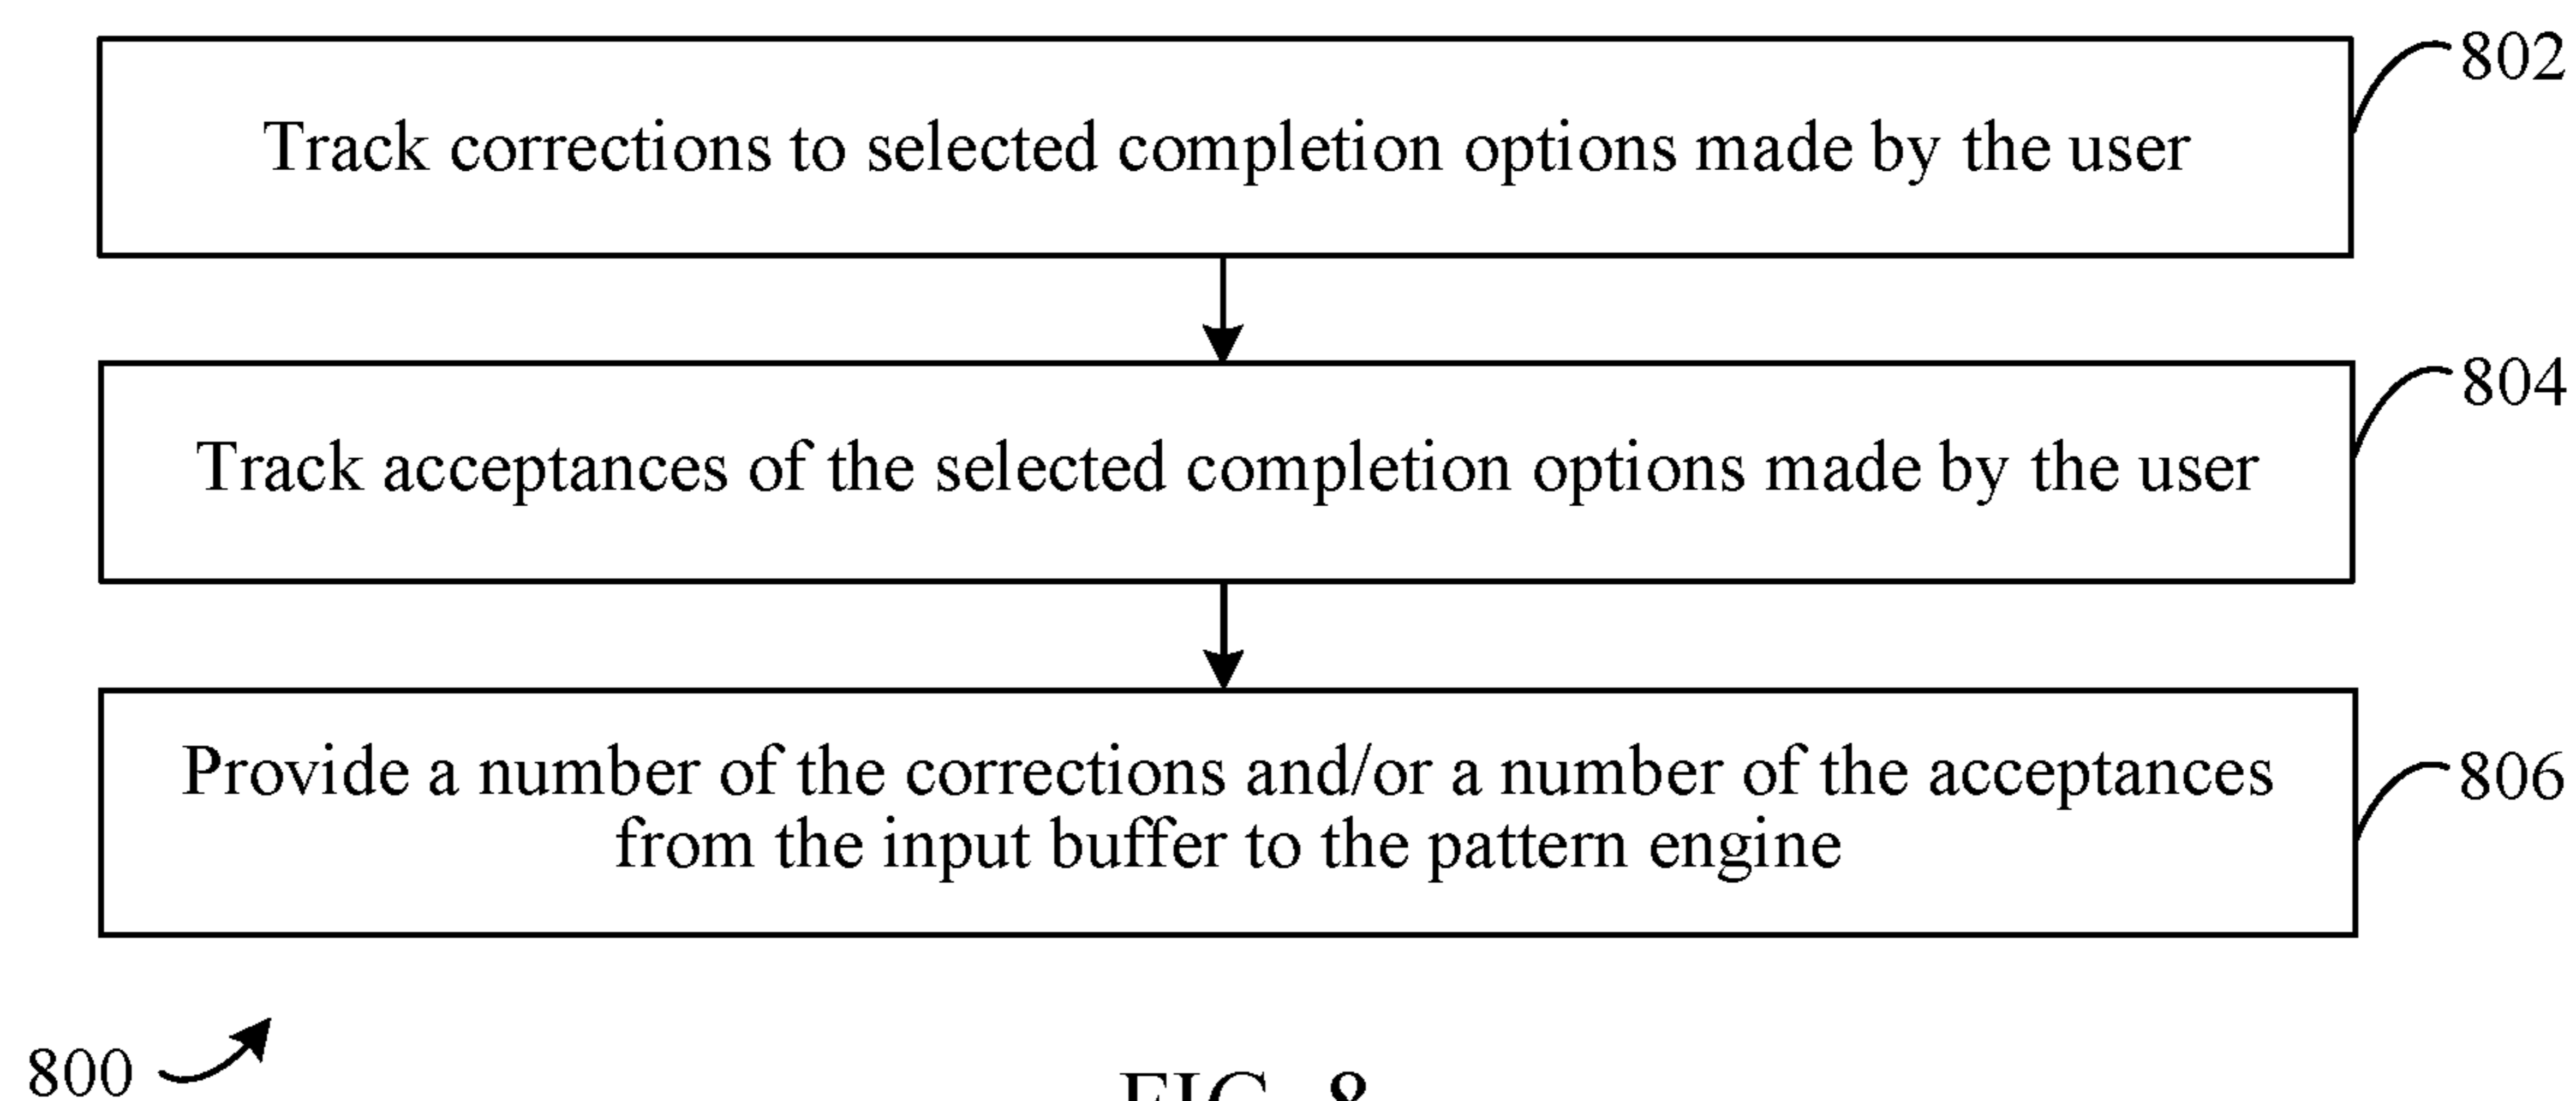 802
Track corrections to selected completion options made by the user
804
Track acceptances of the selected completion options made by the user
806
Provide a number of the corrections and/or a number of the acceptances
from the input buffer to the pattern engine
800
FIG. 8